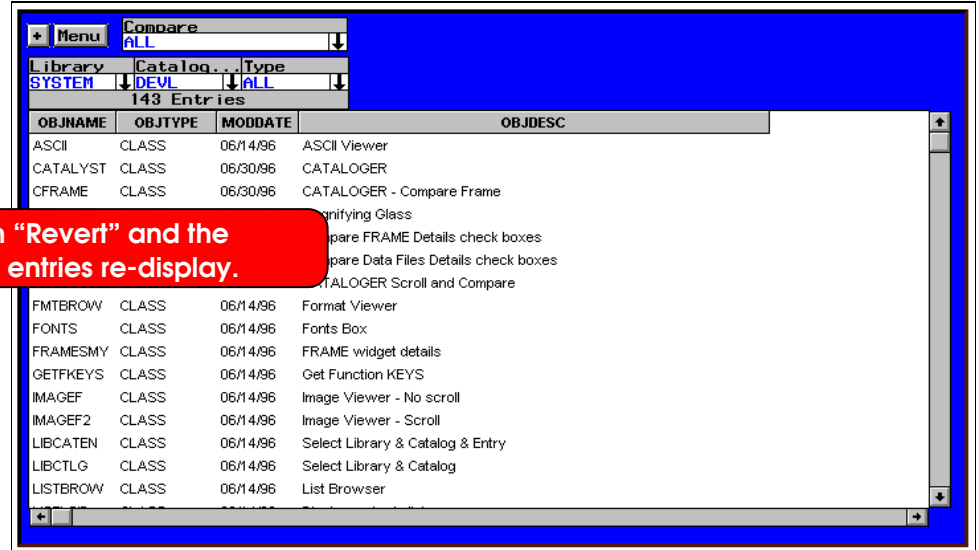 + Menu Compare
ALL
Library Catalog...Type
SYSTEM DEVL ALL
143 Entries
OBJNAME OBJTYPE MODDATE OBJDESC
ASCII CLASS 06/14/96 ASCII Viewer
CATALYST CLASS 06/30/96 CATALOGER
CFRAME CLASS 06/30/96 CATALOGER - Compare Frame
gnifying Glass
“Revert” and the
entries re-display.
pare FRAME Details check boxes
pare Data Files Details check boxes
TALOGER Scroll and Compare
FMTBROW CLASS 06/14/96 Format Viewer
FONTS CLASS 06/14/96 Fonts Box
FRAMESMY CLASS 06/14/96 FRAME widget details
GETFKEYS CLASS 06/14/96 Get Function KEYS
IMAGEF CLASS 06/14/96 Image Viewer - No scroll
IMAGEF2 CLASS 06/14/96 Image Viewer - Scroll
LIBCATEN CLASS 06/14/96 Select Library & Catalog & Entry
LIBCTLG CLASS 06/14/96 Select Library & Catalog
LISTBROW CLASS 06/14/96 List Browser